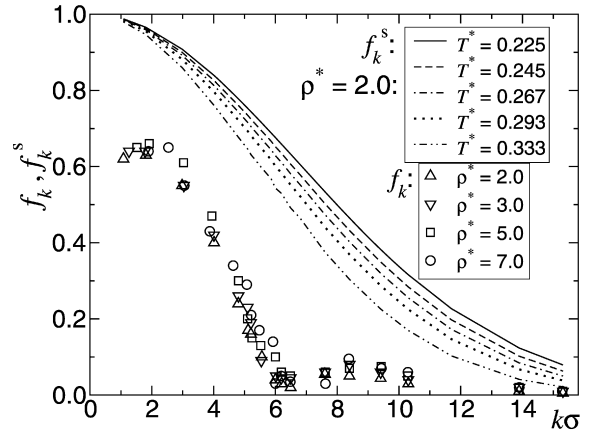 f_k , f_k^s
1.0
0.8
0.6
0.4
0.2
0.0
0 2 4 6 8 10 12 14
kσ
f_k^s:
ρ* = 2.0:
T* = 0.225
T* = 0.245
T* = 0.267
T* = 0.293
T* = 0.333
f_k:
ρ* = 2.0
ρ* = 3.0
ρ* = 5.0
ρ* = 7.0